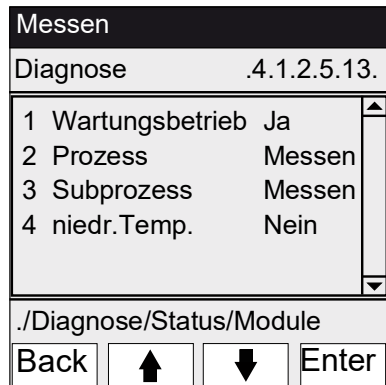 Messen
Diagnose .4.1.2.5.13.
1 Wartungsbetrieb Ja
2 Prozess Messen
3 Subprozess Messen
4 niedr.Temp. Nein
./Diagnose/Status/Module
Back Enter